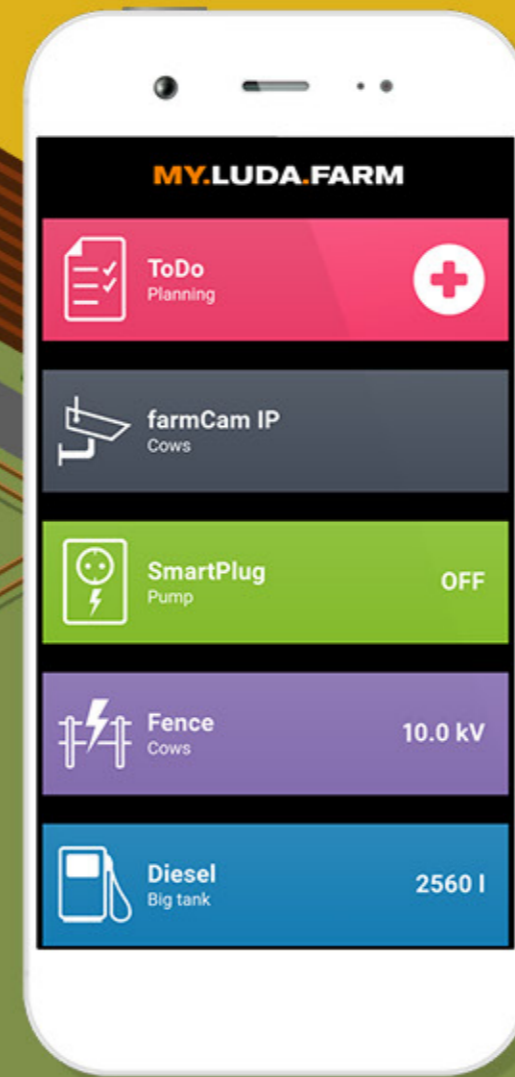 MY.LUDA.FARM
ToDo
Planning
farmCam IP
Cows
SmartPlug
Pump
OFF
Fence
Cows
10.0 kV
Diesel
Big tank
2560 l